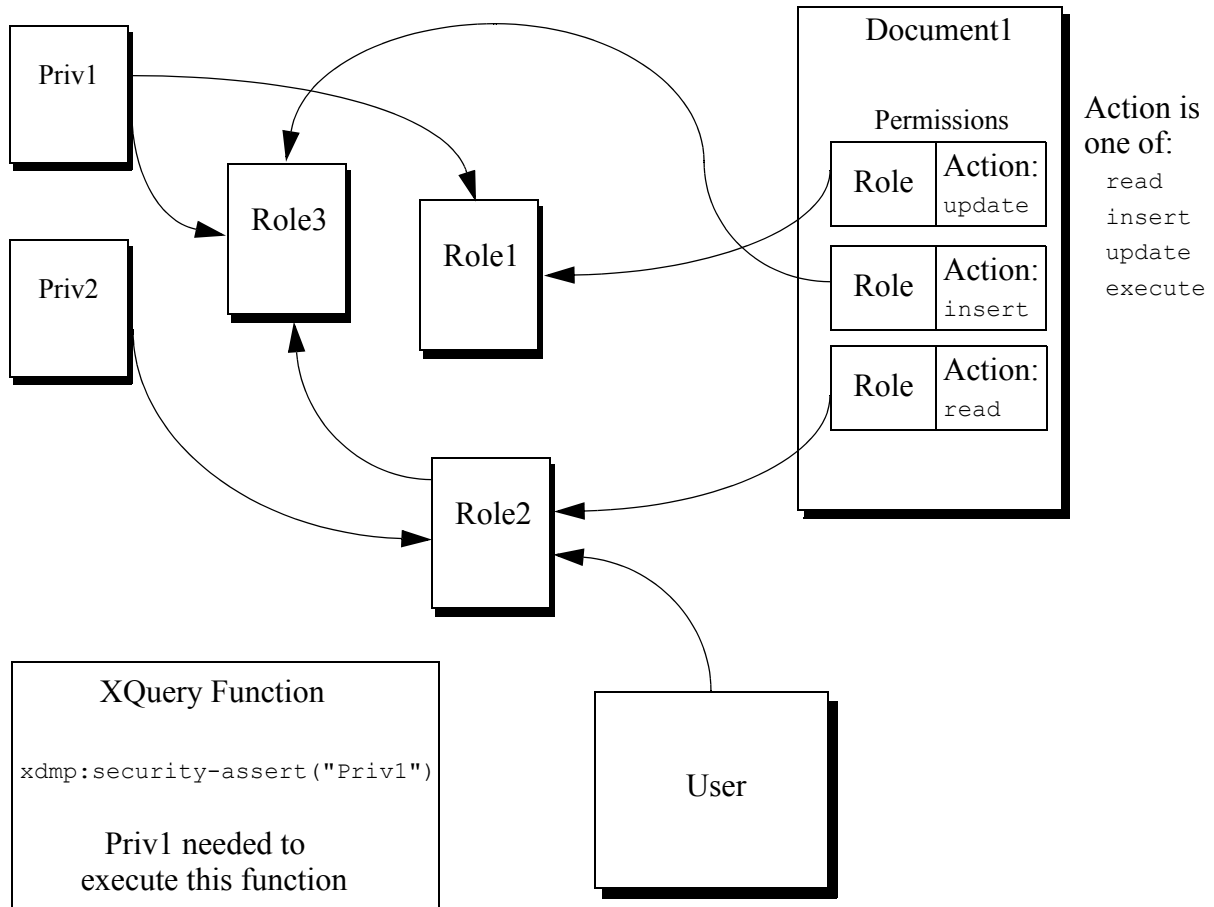 Document1
Priv1
Action is
one of:
read
insert
update
execute
Permissions
Role
Action:
update
Role3
Role1
Priv2
Role
Action:
insert
Role
Action:
read
Role2
XQuery Function
xdmp:security-assert("Priv1")
Priv1 needed to
execute this function
User